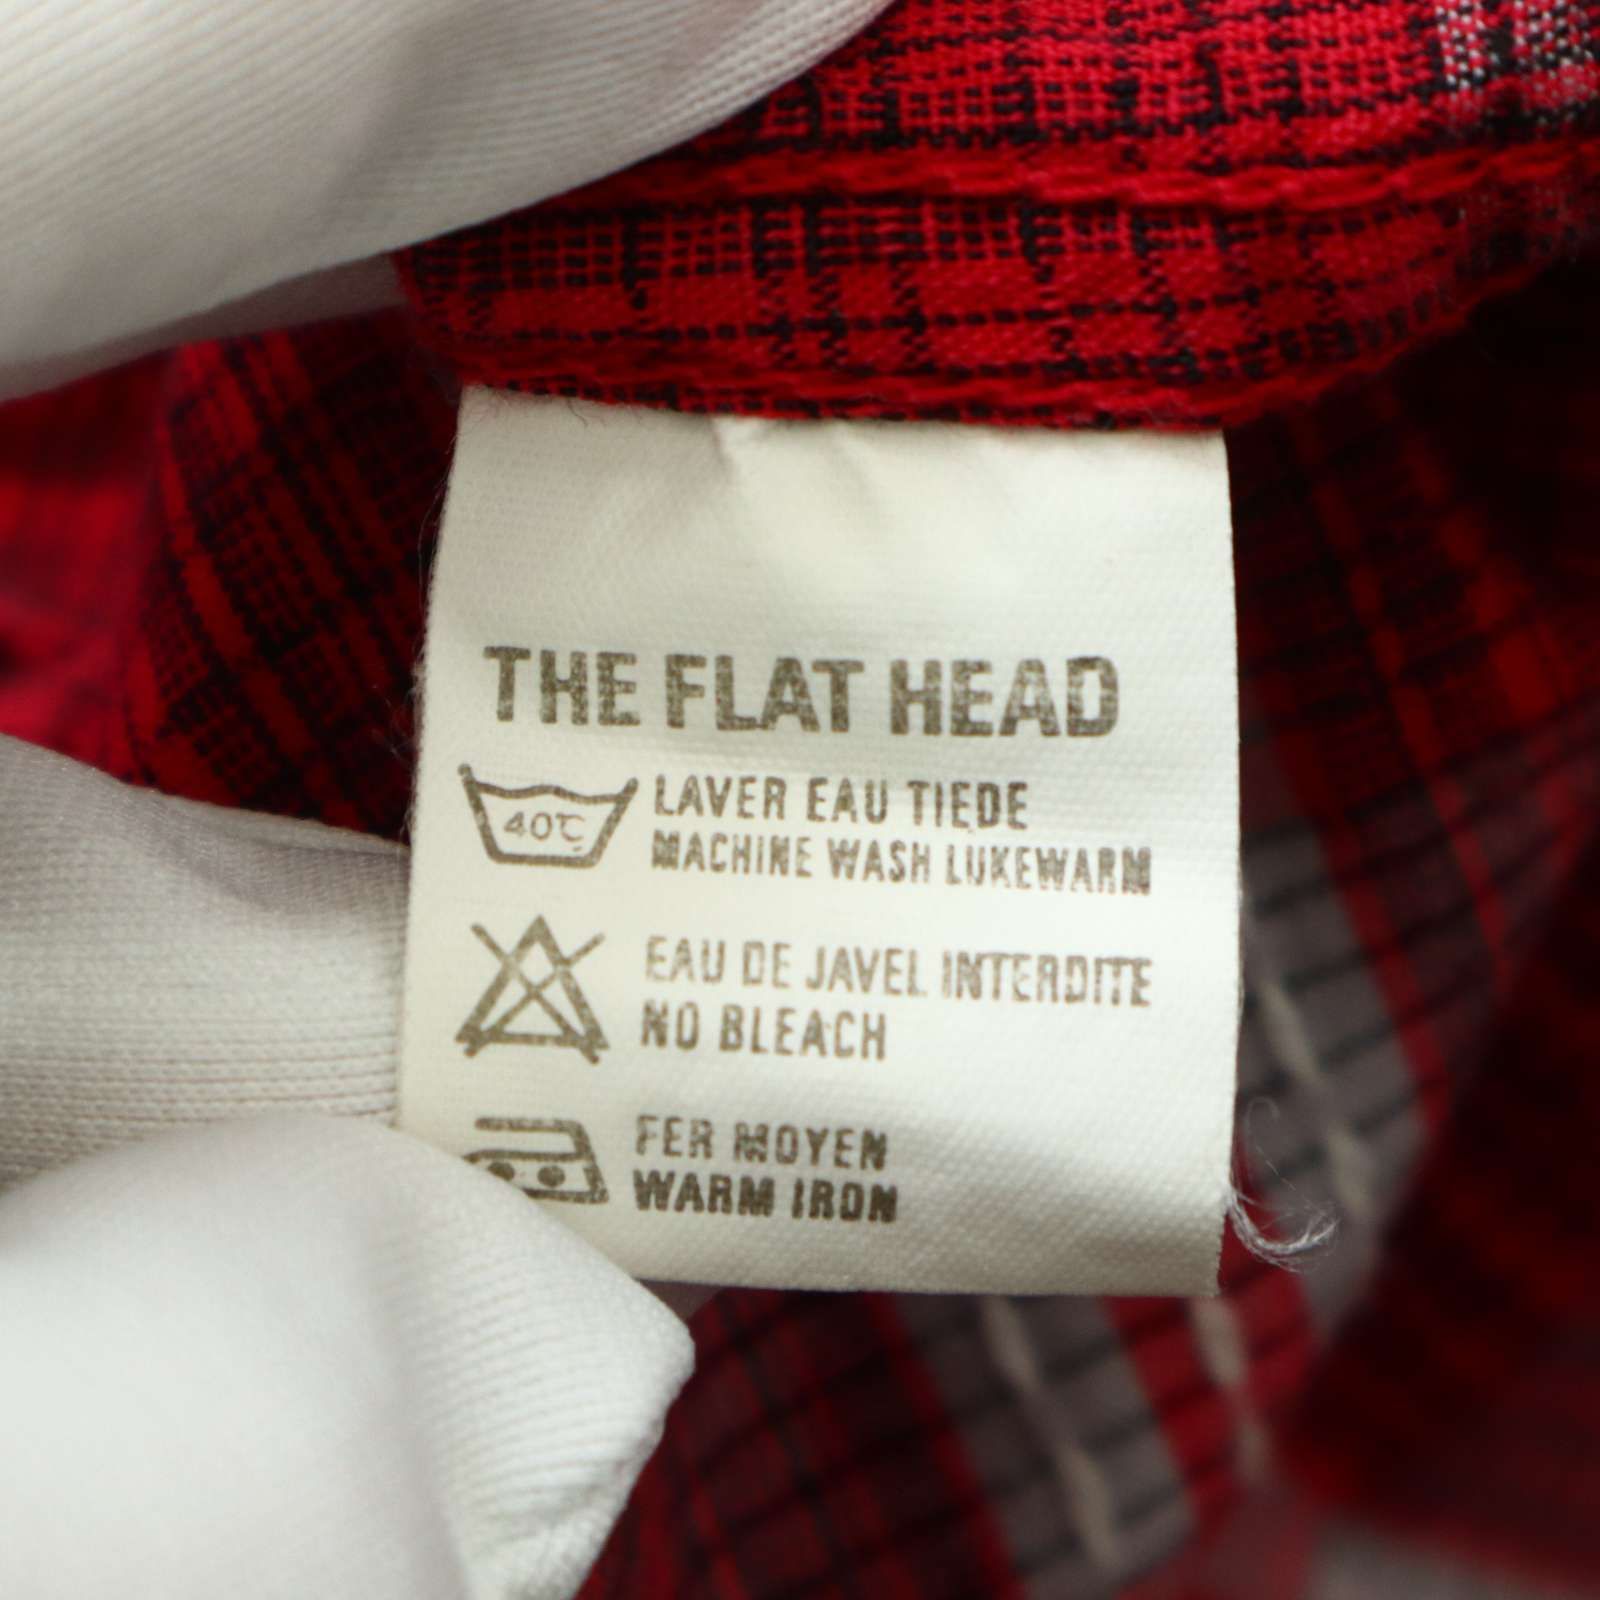 THE FLAT HEAD
40℃
LAVER EAU TIEDE
MACHINE WASH LUKEWARM
EAU DE JAVEL INTERDITE
NO BLEACH
FER MOYEN
WARM IRON